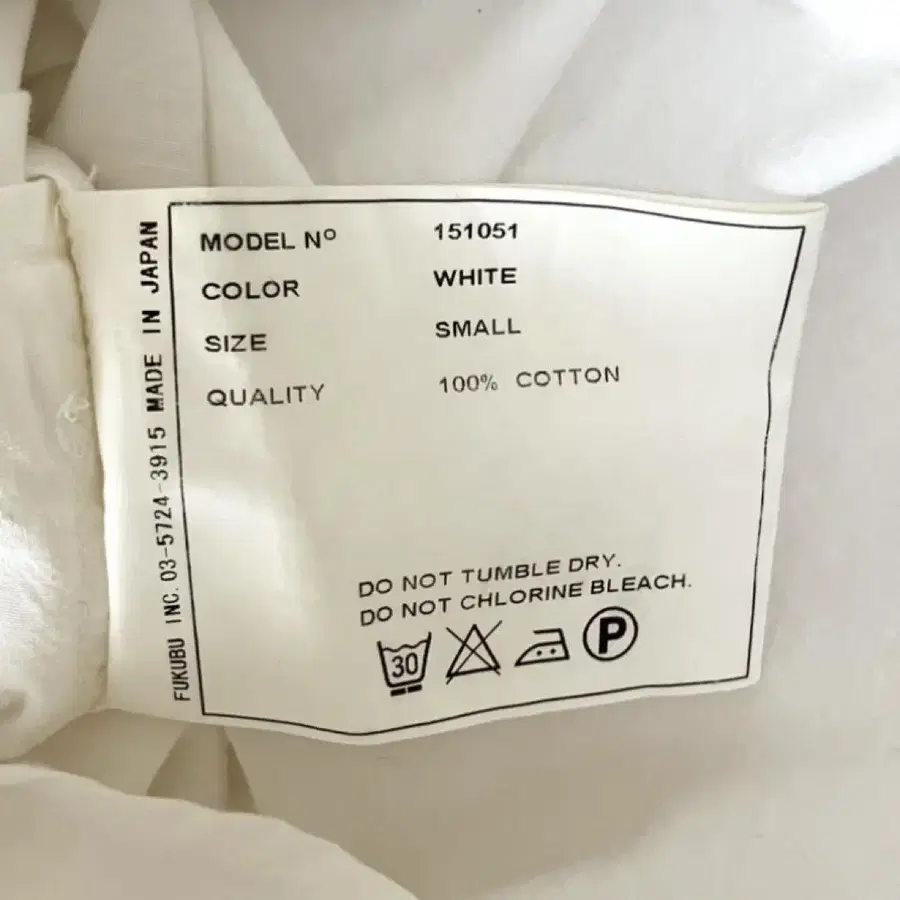 MODEL Nº 151051
COLOR WHITE
SIZE SMALL
QUALITY 100% COTTON
DO NOT TUMBLE DRY.
DO NOT CHLORINE BLEACH.
30 P
FUKUBU INC. 03-5724-3915 MADE IN JAPAN